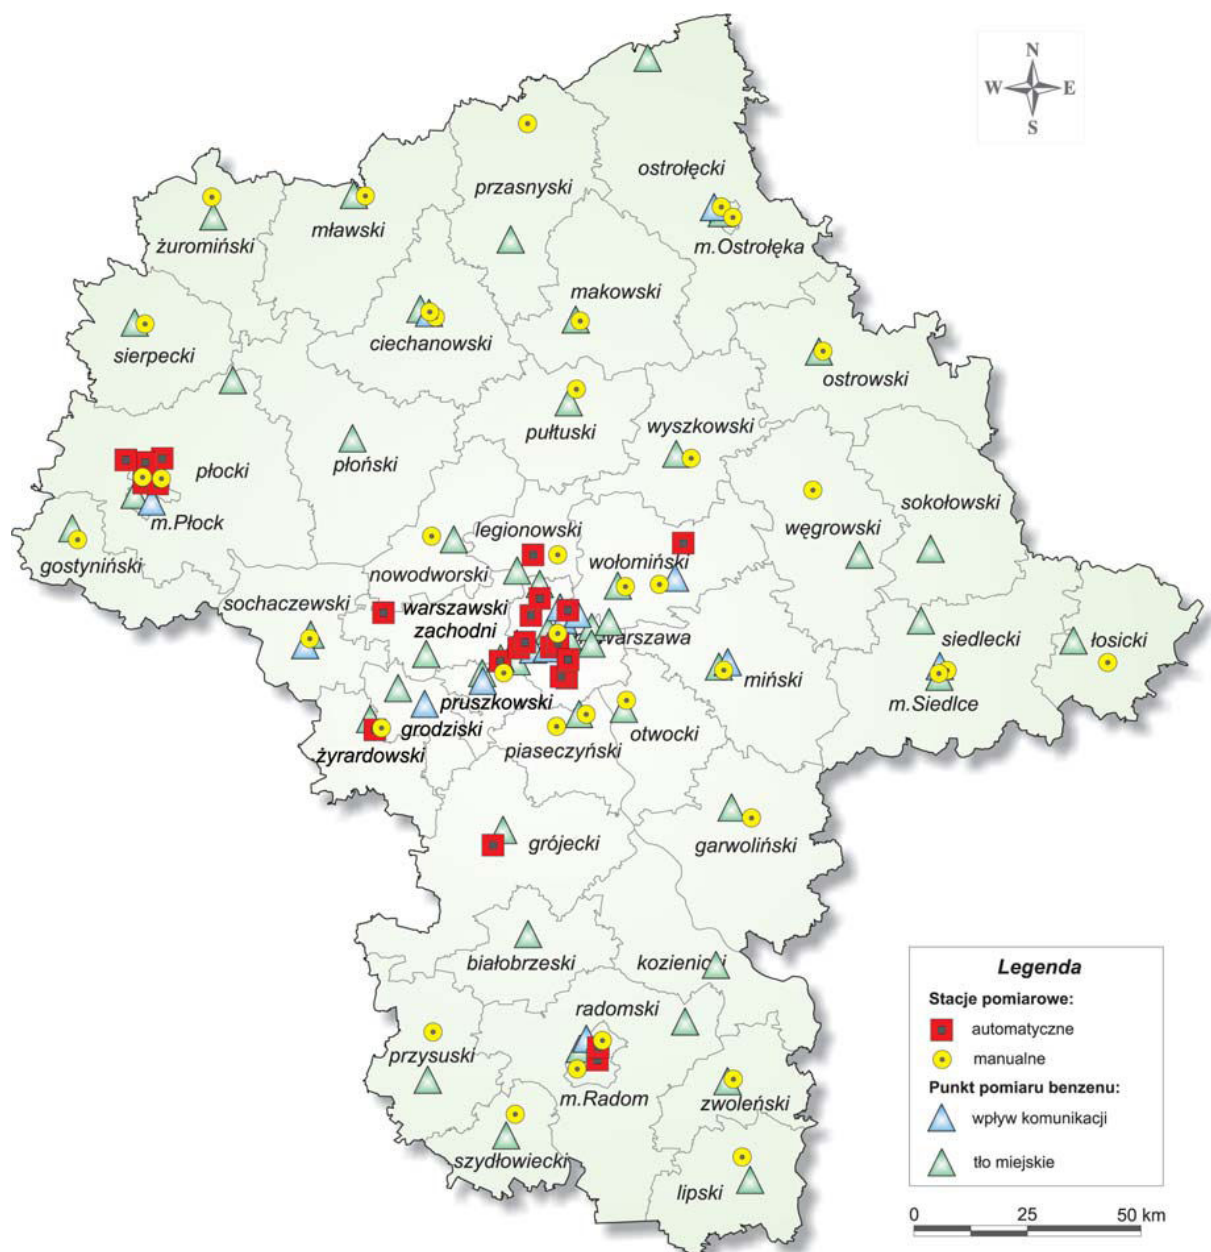 N
W E
S
ostrołęcki
przasnyski
m.Ostrołęka
mławski
żuromiński
makowski
ciechanowski
sierpecki
ostrowski
wyszkowski
pułtuski
płoński
płocki
sokołowski
m.Płock
węgrowski
legionowski
gostyniński
wołomiński
nowodworski
sochaczewski
warszawski
zachodni
warszawa
siedlecki
łosicki
miński
m.Siedlce
pruszkowski
grodziski
otwocki
piaseczyński
żyrardowski
grójecki
garwoliński
białobrzeski
kozienicki
radomski
przysuski
m.Radom
zwoleński
szydłowiecki
lipski
Legenda
Stacje pomiarowe:
automatyczne
manualne
Punkt pomiaru benzenu:
wpływ komunikacji
tło miejskie
0 25 50 km